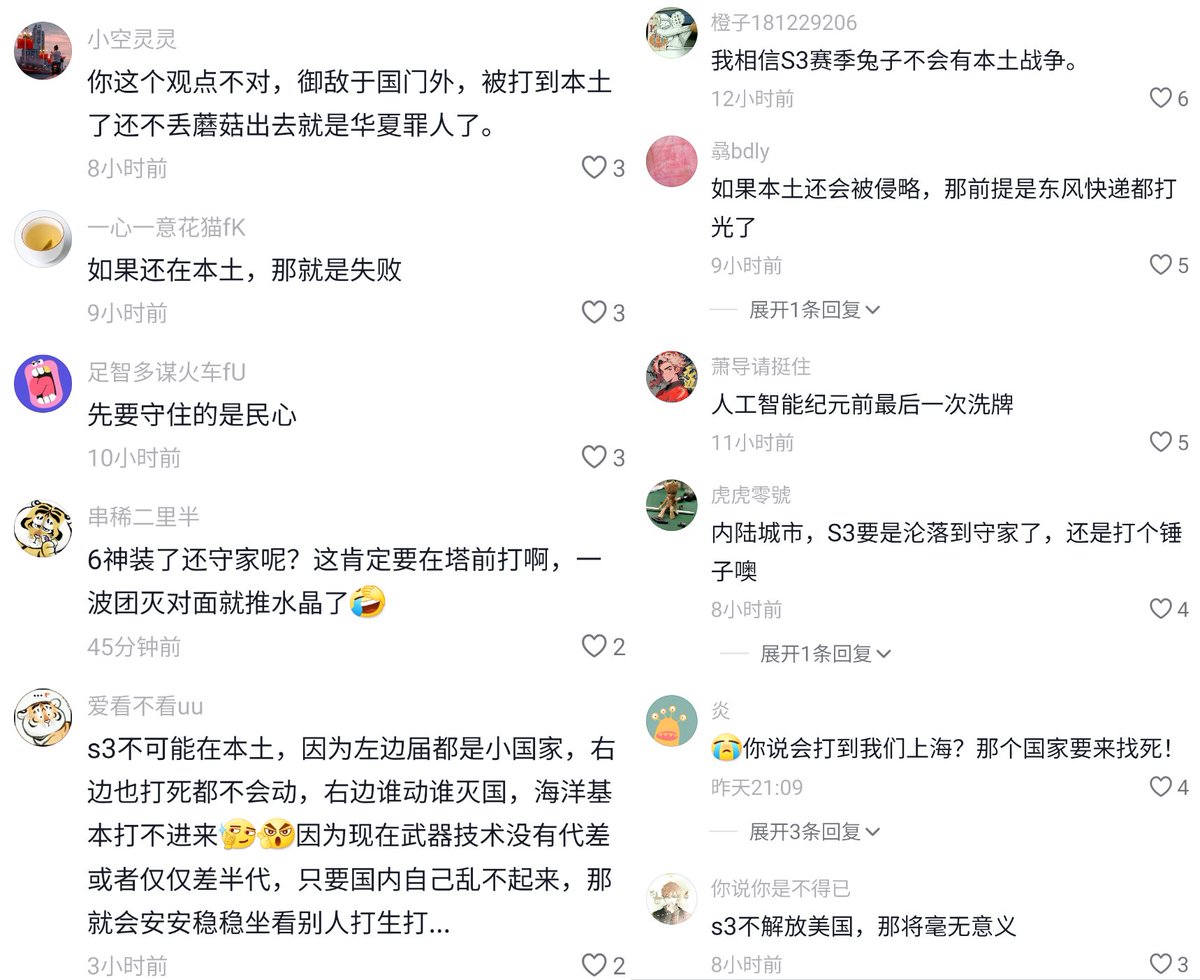 小空灵灵
你这个观点不对，御敌于国门外，被打到本土
了还不丢蘑菇出去就是华夏罪人了。
8小时前
3
一心一意花猫fK
如果还在本土，那就是失败
9小时前
3
足智多谋火车fU
先要守住的是民心
10小时前
3
串稀二里半
6神装了还守家呢？这肯定要在塔前打啊，一
波团灭对面就推水晶了
45分钟前
2
爱看不看uu
s3不可能在本土，因为左边届都是小国家，右
边也打死都不会动，右边谁动谁灭国，海洋基
本打不进来因为现在武器技术没有代差
或者仅仅差半代，只要国内自己乱不起来，那
就会安安稳稳坐看别人打生打...
3小时前
2
橙子181229206
我相信S3赛季兔子不会有本土战争。
12小时前
6
骉bdly
如果本土还会被侵略，那前提是东风快递都打
光了
9小时前
5
展开1条回复
萧导请挺住
人工智能纪元前最后一次洗牌
11小时前
5
虎虎零號
内陆城市，S3要是沦落到守家了，还是打个锤
子噢
8小时前
4
展开1条回复
炎
你说会打到我们上海？那个国家要来找死！
昨天21:09
4
展开3条回复
你说你是不得已
s3不解放美国，那将毫无意义
8小时前
3